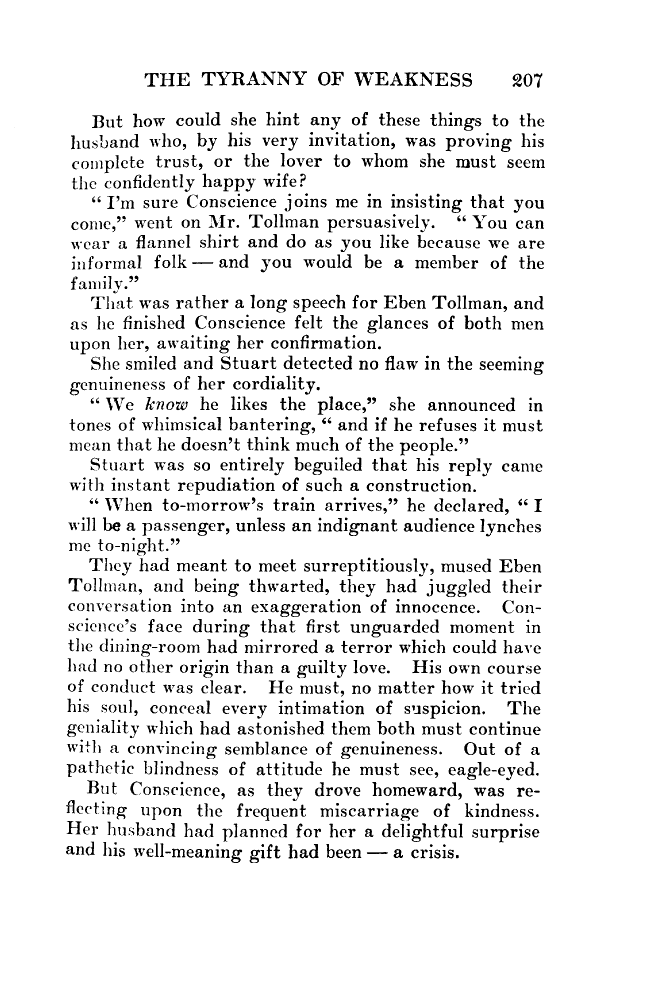 THE TYRANNY OF WEAKNESS 207
But how could she hint any of these things to the
husband who, by his very invitation, was proving his
complete trust, or the lover to whom she must seem
the confidently happy wife?
“ I'm sure Conscience joins me in insisting that you
come,” went on Mr. Tollman persuasively. “ You can
wear a flannel shirt and do as you like because we are
informal folk — and you would be a member of the
family.”
That was rather a long speech for Eben Tollman, and
as he finished Conscience felt the glances of both men
upon her, awaiting her confirmation.
She smiled and Stuart detected no flaw in the seeming
genuineness of her cordiality.
“ We know he likes the place,” she announced in
tones of whimsical bantering, “ and if he refuses it must
mean that he doesn't think much of the people.”
Stuart was so entirely beguiled that his reply came
with instant repudiation of such a construction.
“ When to-morrow's train arrives,” he declared, “ I
will be a passenger, unless an indignant audience lynches
me to-night.”
They had meant to meet surreptitiously, mused Eben
Tollman, and being thwarted, they had juggled their
conversation into an exaggeration of innocence. Con-
science's face during that first unguarded moment in
the dining-room had mirrored a terror which could have
had no other origin than a guilty love. His own course
of conduct was clear. He must, no matter how it tried
his soul, conceal every intimation of suspicion. The
geniality which had astonished them both must continue
with a convincing semblance of genuineness. Out of a
pathetic blindness of attitude he must see, eagle-eyed.
But Conscience, as they drove homeward, was re-
flecting upon the frequent miscarriage of kindness.
Her husband had planned for her a delightful surprise
and his well-meaning gift had been — a crisis.